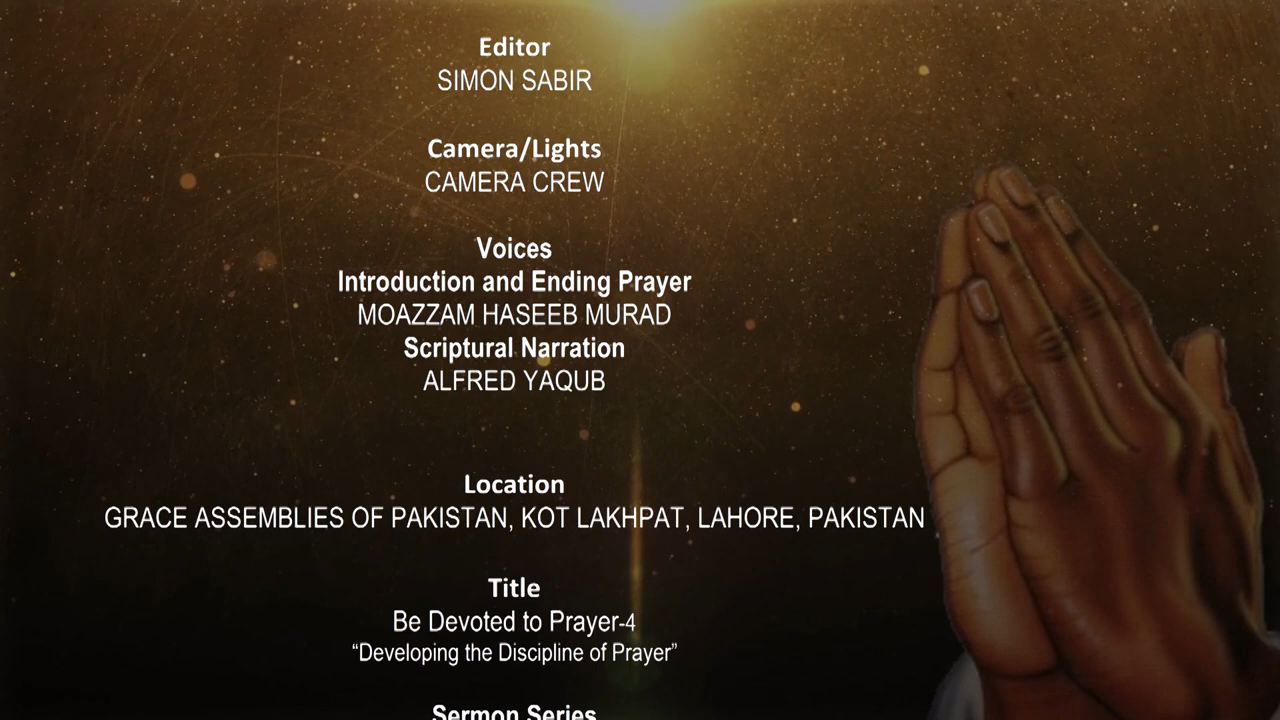 Editor
SIMON SABIR
Camera/Lights
CAMERA CREW
Voices
Introduction and Ending Prayer
MOAZZAM HASEEB MURAD
Scriptural Narration
ALFRED YAQUB
Location
GRACE ASSEMBLIES OF PAKISTAN, KOT LAKHPAT, LAHORE, PAKISTAN
Title
Be Devoted to Prayer-4
“Developing the Discipline of Prayer”
Sermon Series